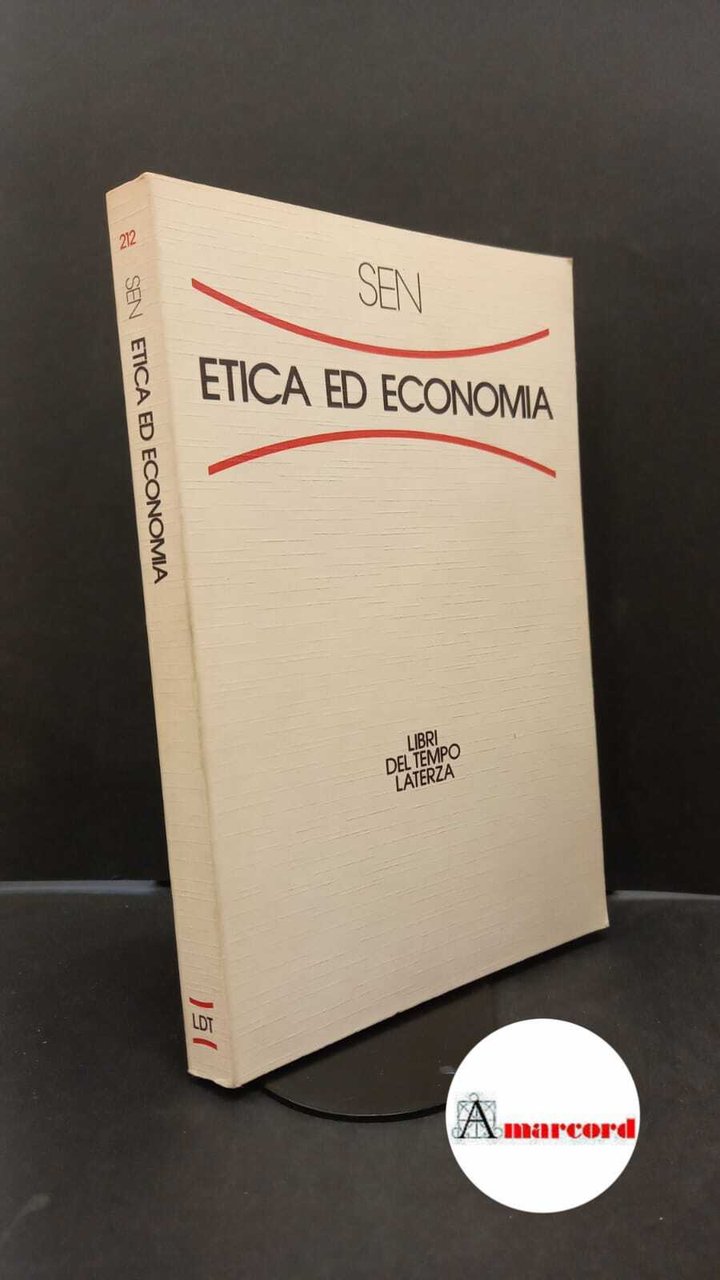 212
SEN
ETICA ED ECONOMIA
LDT
SEN
ETICA ED ECONOMIA
LIBRI
DEL TEMPO
LATERZA
Amarcord